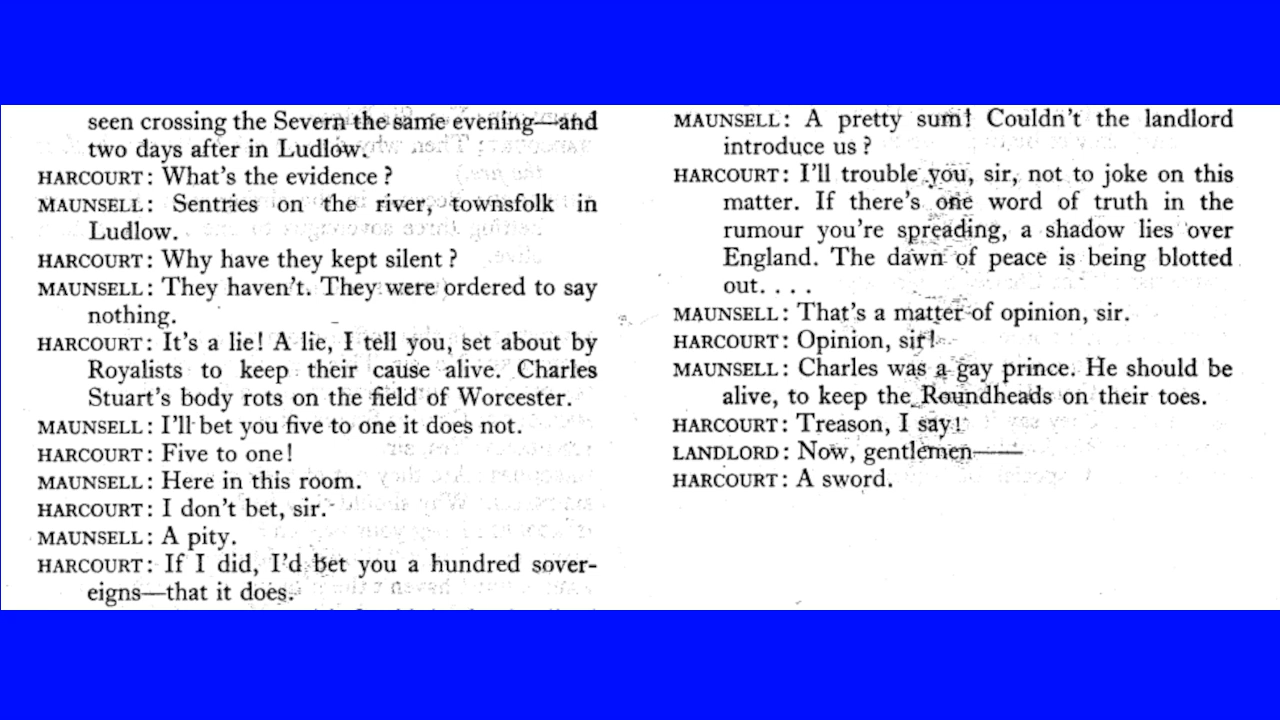 seen crossing the Severn the same evening—and
two days after in Ludlow.
HARCOURT: What's the evidence?
MAUNSELL: Sentries on the river, townsfolk in
Ludlow.
HARCOURT: Why have they kept silent?
MAUNSELL: They haven't. They were ordered to say
nothing.
HARCOURT: It's a lie! A lie, I tell you, set about by
Royalists to keep their cause alive. Charles
Stuart's body rots on the field of Worcester.
MAUNSELL: I'll bet you five to one it does not.
HARCOURT: Five to one!
MAUNSELL: Here in this room.
HARCOURT: I don't bet, sir.
MAUNSELL: A pity.
HARCOURT: If I did, I'd bet you a hundred sover-
eigns—that it does.
MAUNSELL: A pretty sum! Couldn't the landlord
introduce us?
HARCOURT: I'll trouble you, sir, not to joke on this
matter. If there's one word of truth in the
rumour you're spreading, a shadow lies over
England. The dawn of peace is being blotted
out. . . .
MAUNSELL: That's a matter of opinion, sir.
HARCOURT: Opinion, sir!
MAUNSELL: Charles was a gay prince. He should be
alive, to keep the Roundheads on their toes.
HARCOURT: Treason, I say!
LANDLORD: Now, gentlemen——
HARCOURT: A sword.